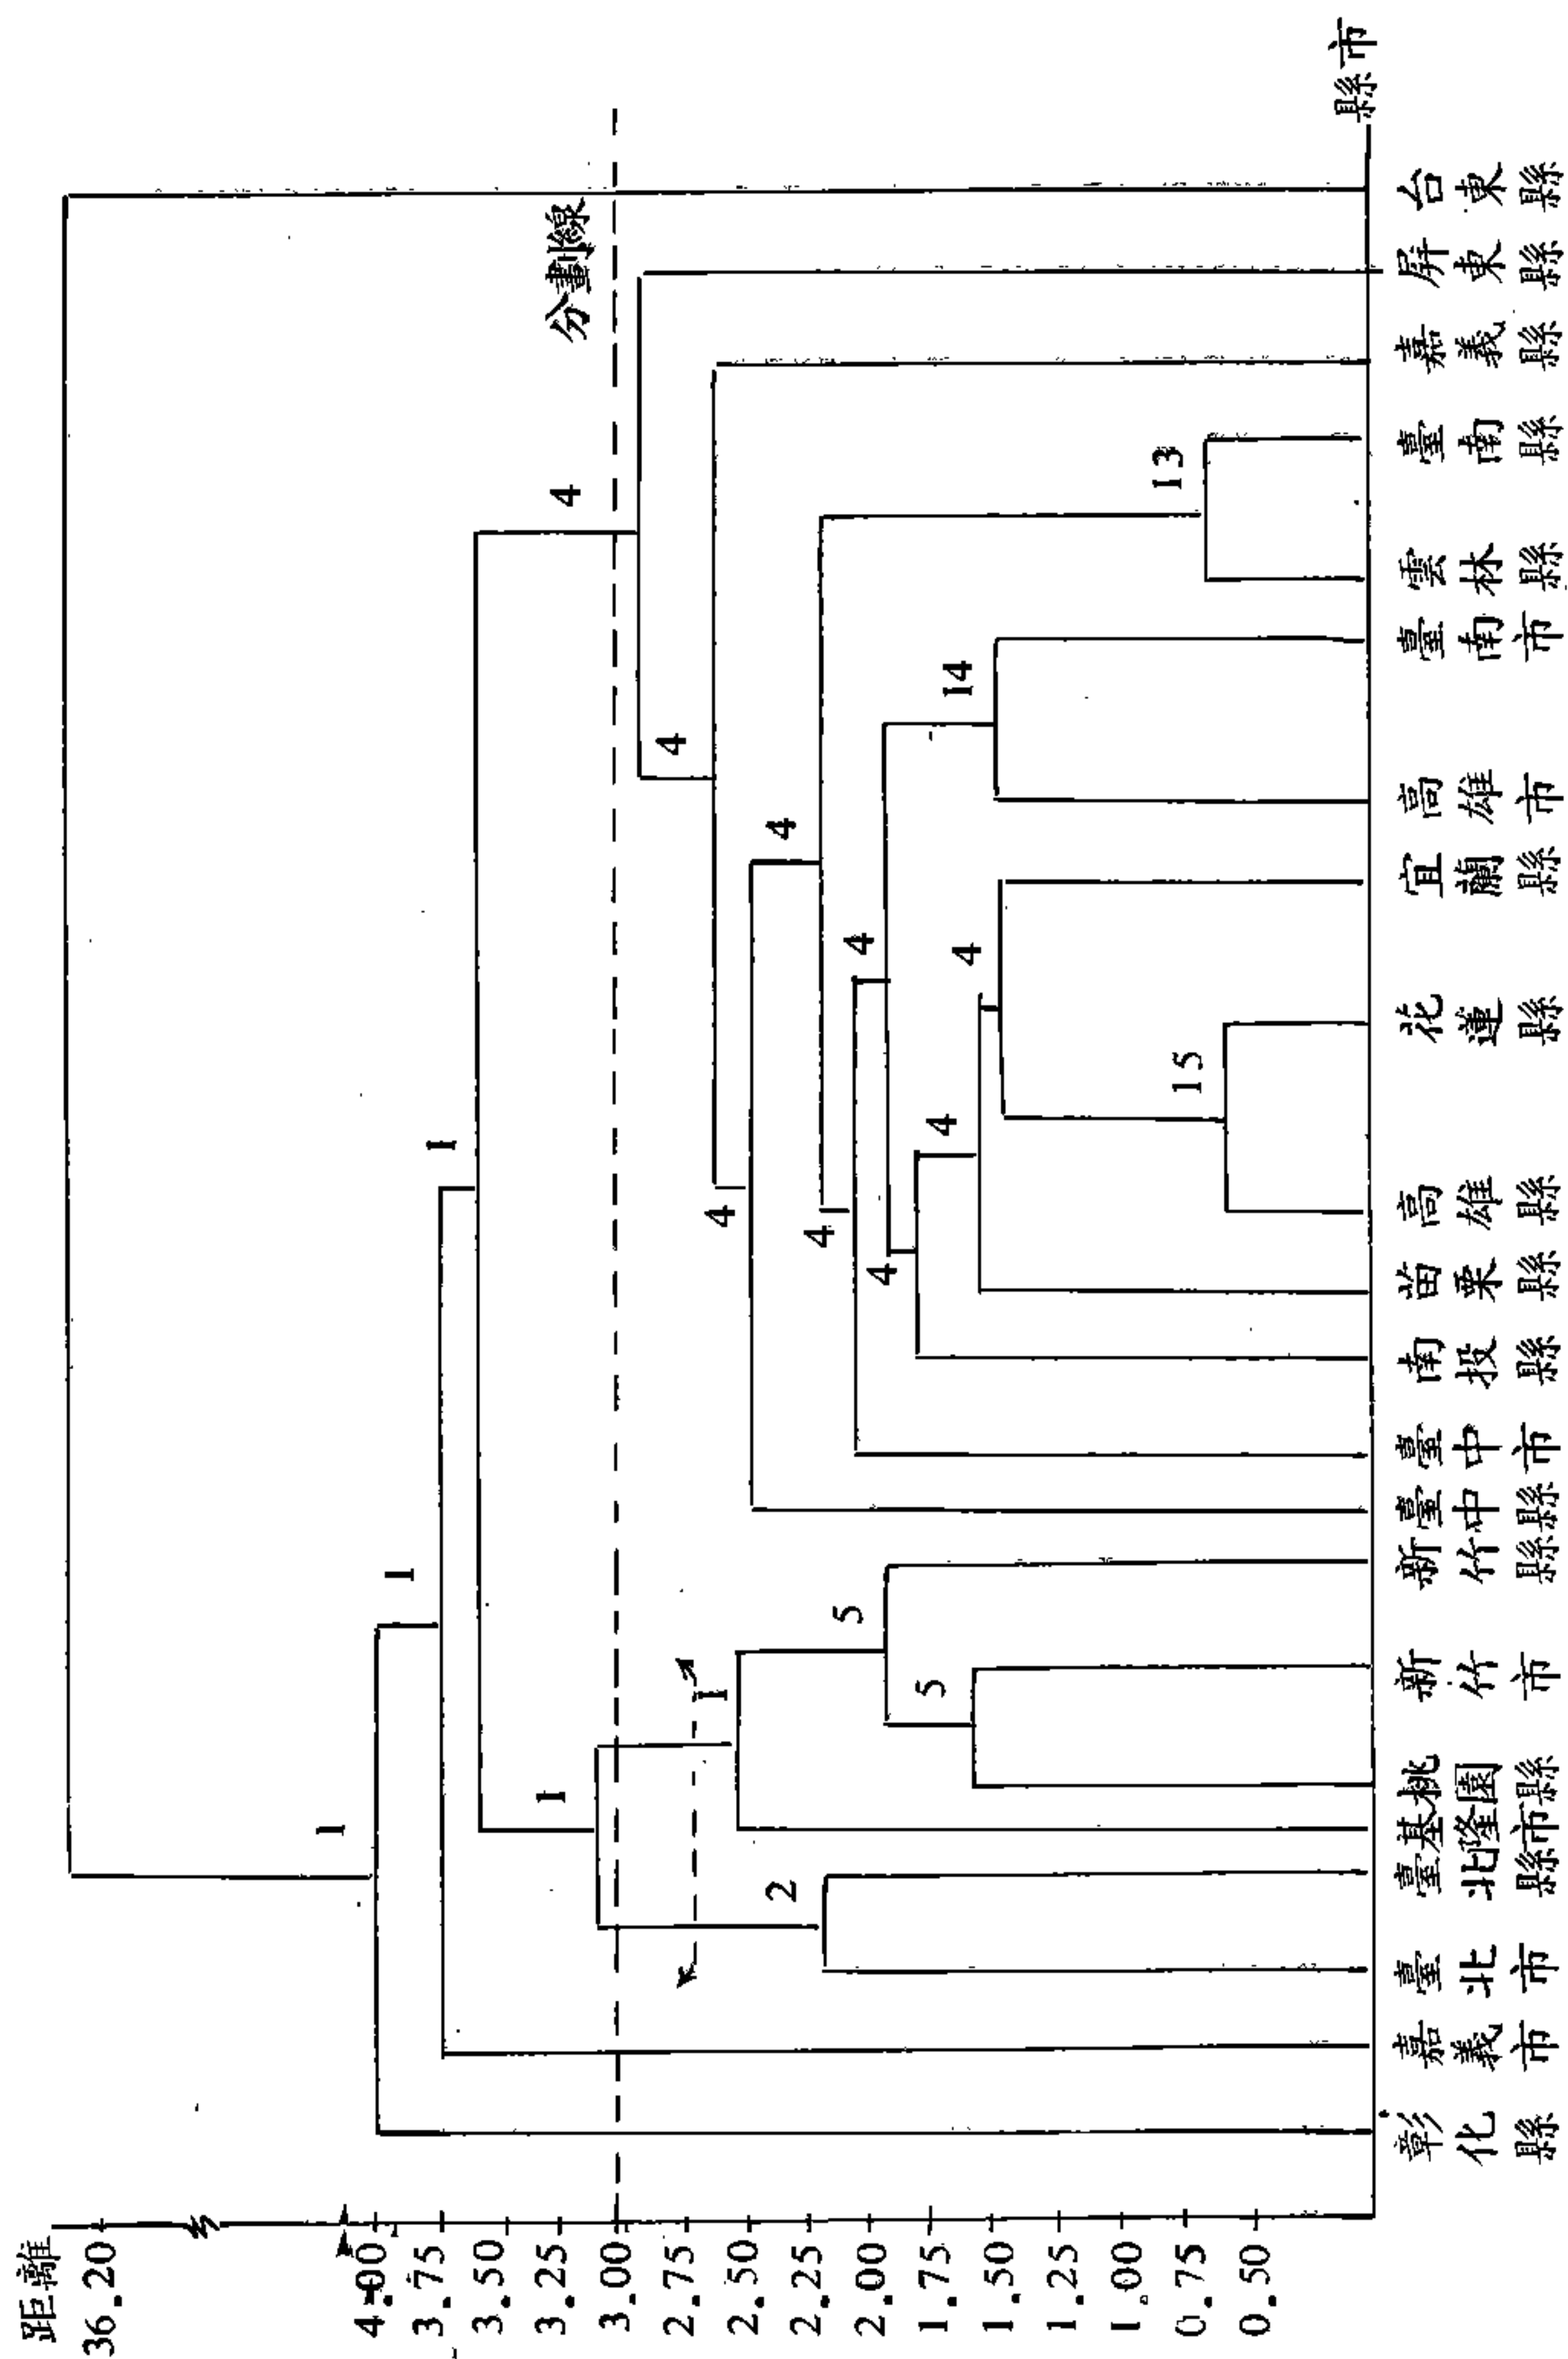 距離
36.20
4.00
3.75
3.50
3.25
3.00
2.75
2.50
2.25
2.00
1.75
1.50
1.25
1.00
0.75
0.50
分劃線
1
1
1
1
4
4
4
4
4
4
4
4
4
1
2
5
5
13
14
15
彰化縣
嘉義市
臺北市
臺北縣
基隆市
桃園縣
新竹市
新竹縣
臺中縣
臺中市
南投縣
苗栗縣
高雄縣
花蓮縣
宜蘭縣
高雄市
臺南市
雲林縣
臺南縣
嘉義縣
屏東縣
台東縣
縣市